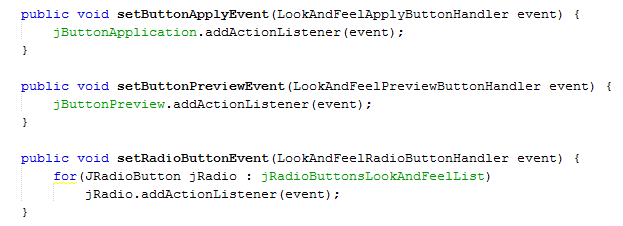 public void setButtonApplyEvent(LookAndFeelApplyButtonHandler event) {
jButtonApplication.addActionListener(event);
}
public void setButtonPreviewEvent(LookAndFeelPreviewButtonHandler event) {
jButtonPreview.addActionListener(event);
}
public void setRadioButtonEvent(LookAndFeelRadioButtonHandler event) {
for(JRadioButton jRadio : jRadioButtonsLookAndFeelList)
jRadio.addActionListener(event);
}